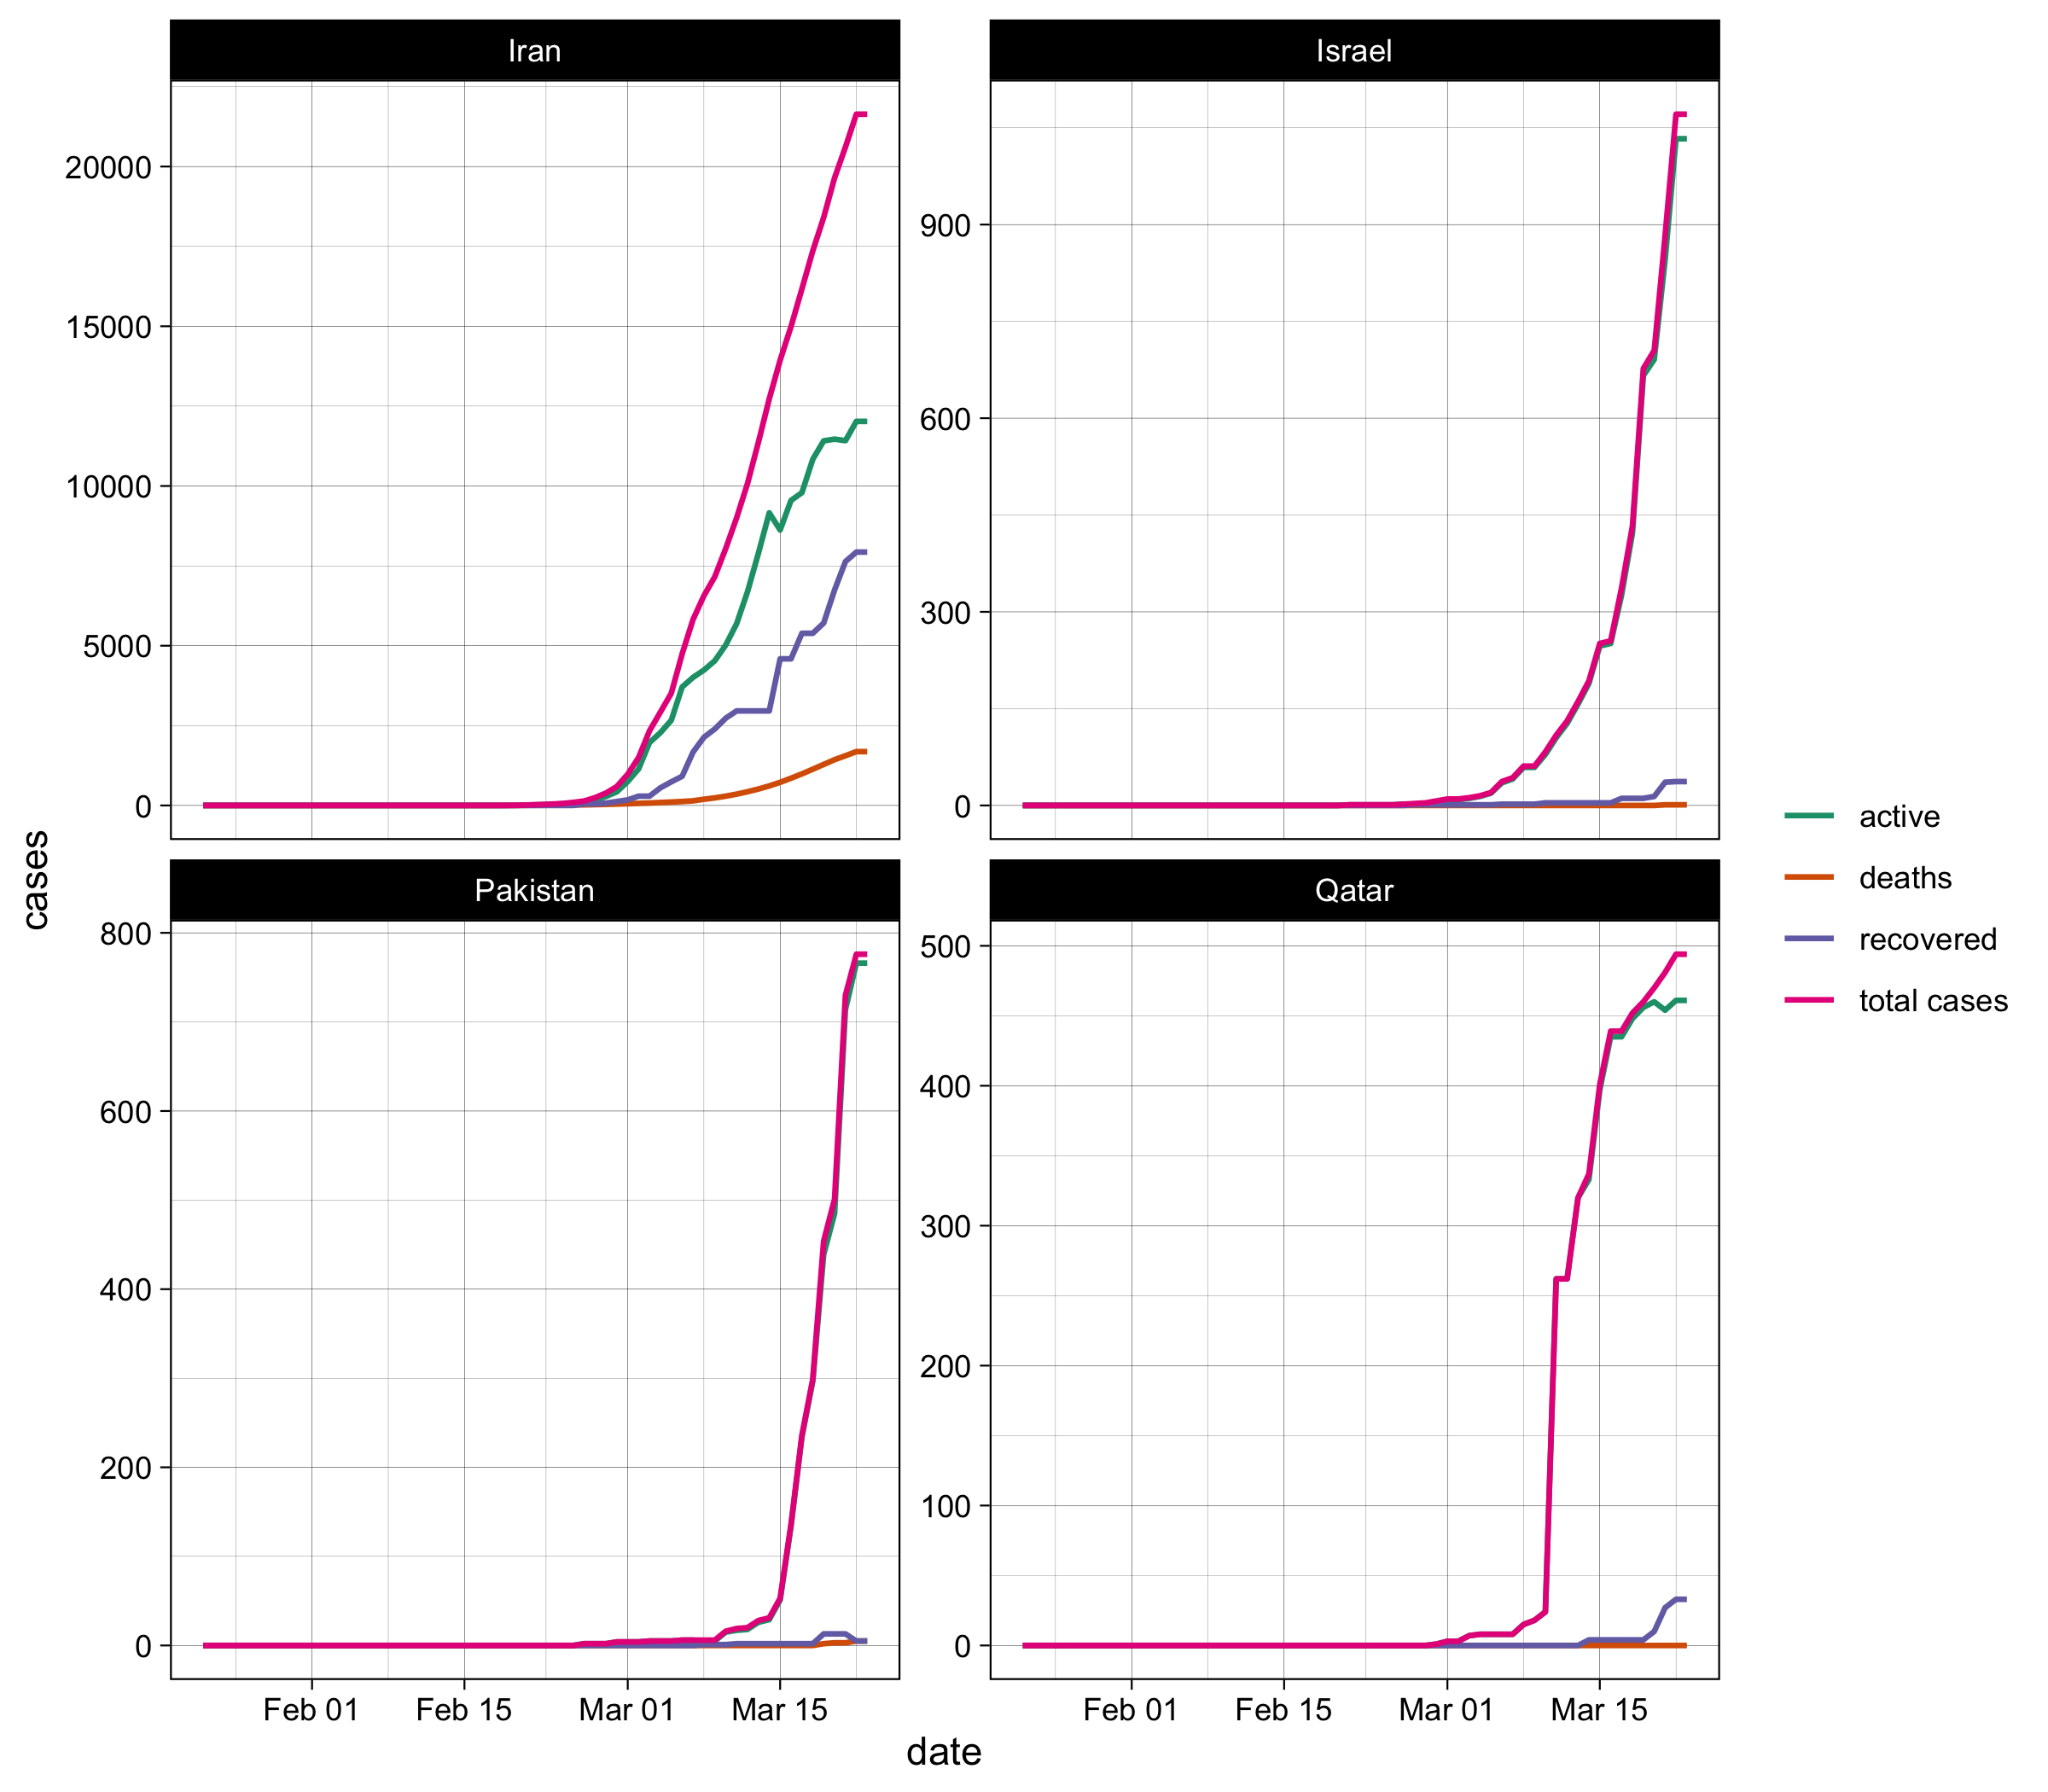 Iran
Israel
20000
15000
10000
5000
0
900
600
300
0
Pakistan
Qatar
800
600
400
200
0
500
400
300
200
100
0
Feb 01 Feb 15 Mar 01 Mar 15
Feb 01 Feb 15 Mar 01 Mar 15
date
cases
active
deaths
recovered
total cases